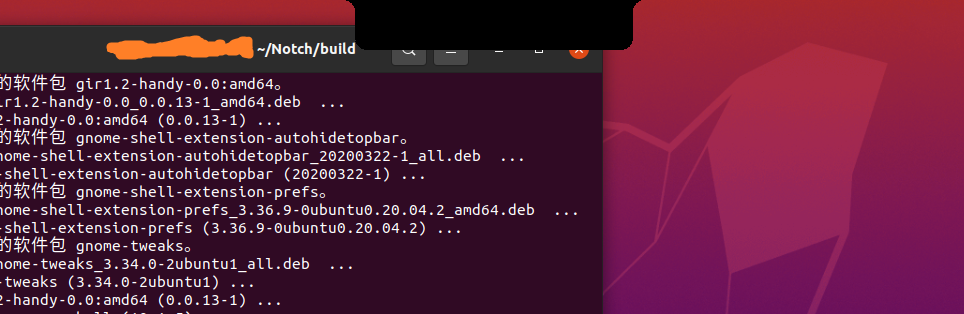 ~/Notch/build
的软件包 gir1.2-handy-0.0:amd64。
ir1.2-handy-0.0_0.0.13-1_amd64.deb ...
2-handy-0.0:amd64 (0.0.13-1) ...
的软件包 gnome-shell-extension-autohidetopbar。
nome-shell-extension-autohidetopbar_20200322-1_all.deb ...
-shell-extension-autohidetopbar (20200322-1) ...
的软件包 gnome-shell-extension-prefs。
nome-shell-extension-prefs_3.36.9-0ubuntu0.20.04.2_amd64.deb ...
-shell-extension-prefs (3.36.9-0ubuntu0.20.04.2) ...
的软件包 gnome-tweaks。
nome-tweaks_3.34.0-2ubuntu1_all.deb ...
-tweaks (3.34.0-2ubuntu1) ...
2-handy-0.0:amd64 (0.0.13-1) ...